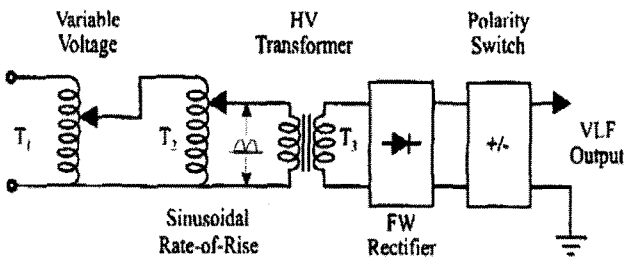 Variable
Voltage
HV
Transformer
Polarity
Switch
T1
T2
T3
+/-
VLF
Output
Sinusoidal
Rate-of-Rise
FW
Rectifier